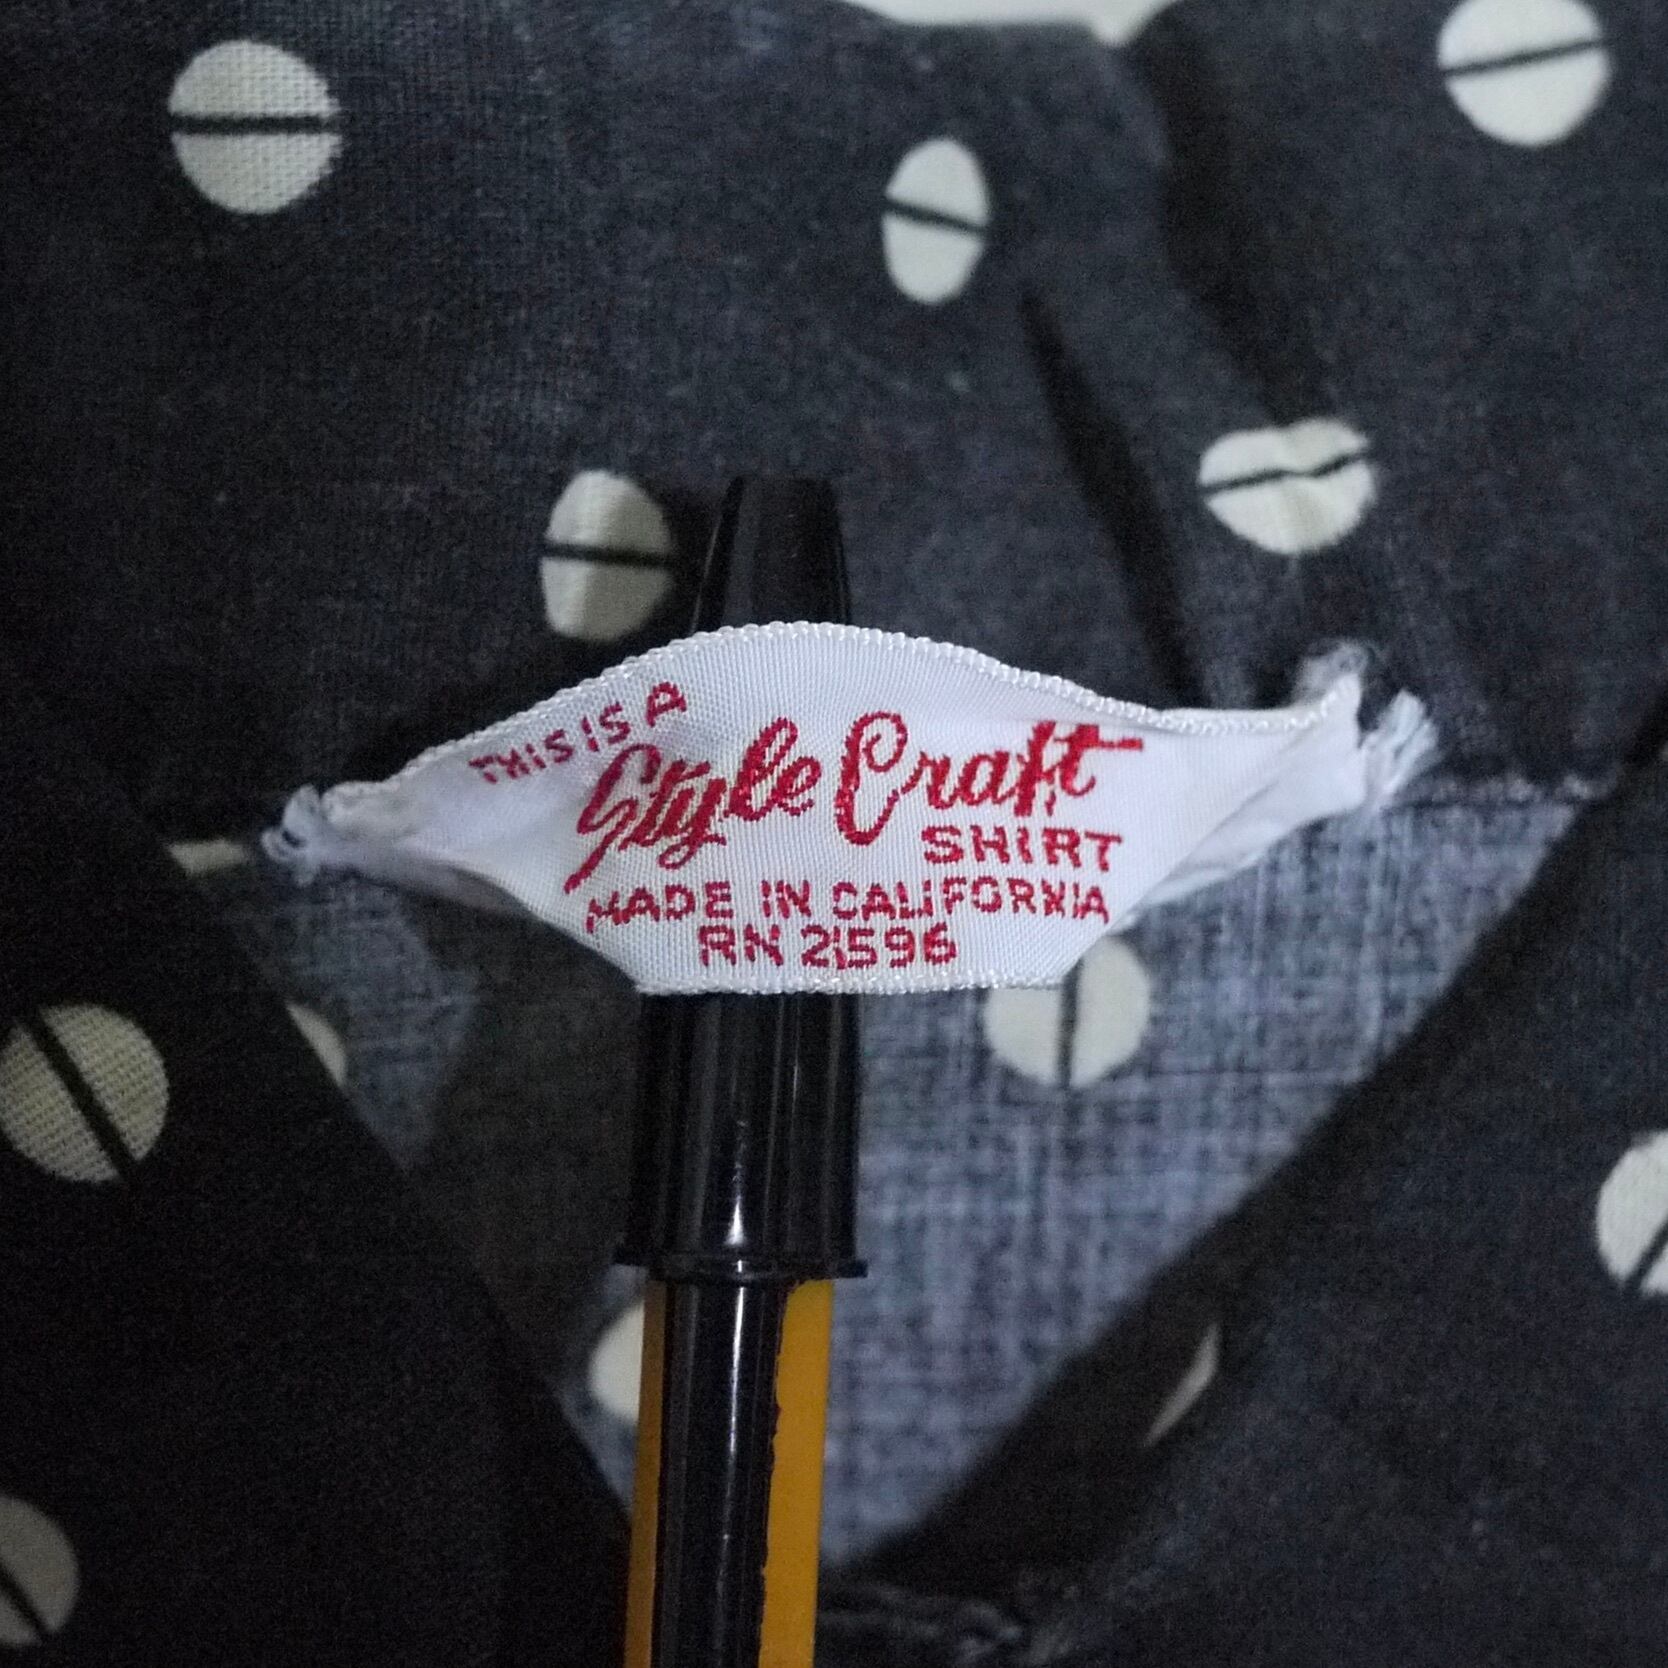 THIS IS A
Style Craft
SHIRT
MADE IN CALIFORNIA
RN 21596